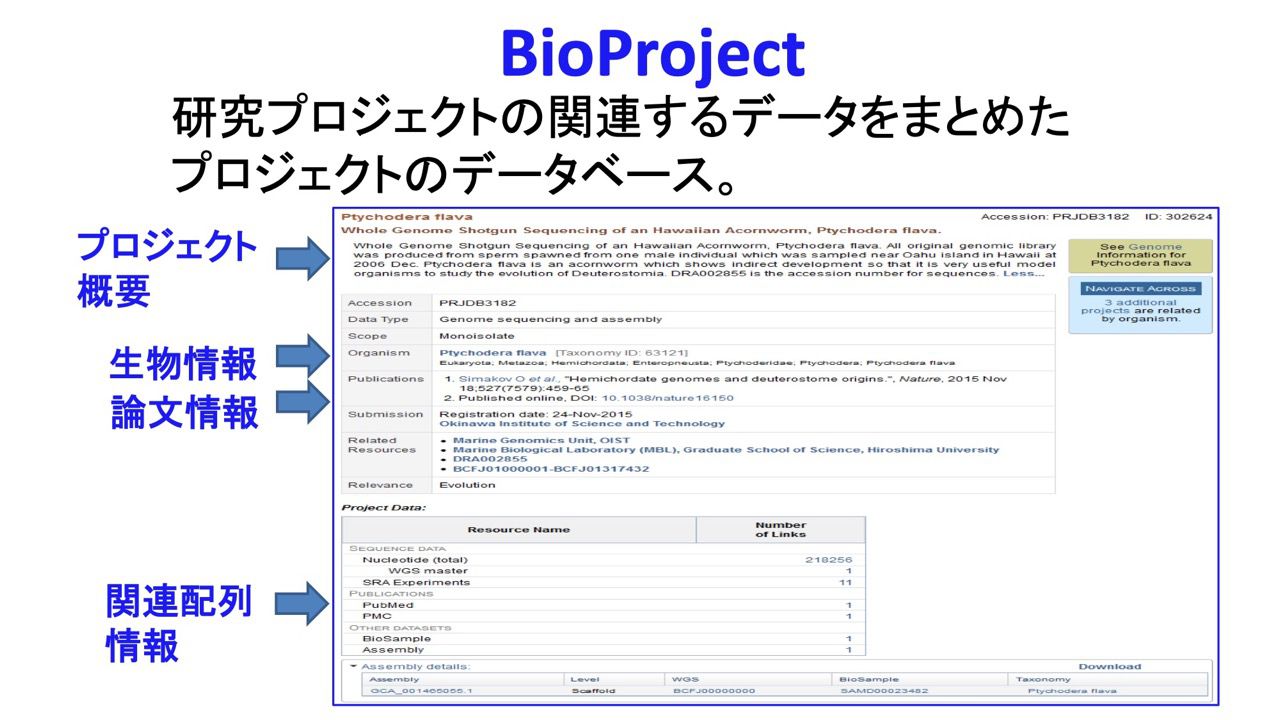 BioProject
研究プロジェクトの関連するデータをまとめた
プロジェクトのデータベース。
プロジェクト
概要
生物情報
論文情報
関連配列
情報
Ptychodera flava
Accession: PRJDB3182 ID: 302624
Whole Genome Shotgun Sequencing of an Hawaiian Acornworm, Ptychodera flava.
Whole Genome Shotgun Sequencing of an Hawaiian Acornworm, Ptychodera flava. All original genomic library
was produced from sperm spawned from one male individual which was sampled near Oahu island in Hawaii at
2006 Dec. Ptychodera flava is an acornworm which shows indirect development so that it is very useful model
organisms to study the evolution of Deuterostomia. DRA002855 is the accession number for sequences. Less...
See Genome
Information for
Ptychodera flava
NAVIGATE ACROSS
3 additional
projects are related
by organism.
Accession PRJDB3182
Data Type Genome sequencing and assembly
Scope Monoisolate
Organism Ptychodera flava [Taxonomy ID: 63121]
Eukaryota; Metazoa; Hemichordata; Enteropneusta; Ptychoderidae; Ptychodera; Ptychodera flava
Publications 1. Simakov O et al., "Hemichordate genomes and deuterostome origins.", Nature, 2015 Nov
18;527(7579):459-65
2. Published online, DOI: 10.1038/nature16150
Submission Registration date: 24-Nov-2015
Okinawa Institute of Science and Technology
Related
Resources
• Marine Genomics Unit, OIST
• Marine Biological Laboratory (MBL), Graduate School of Science, Hiroshima University
• DRA002855
• BCFJ01000001-BCFJ01317432
Relevance Evolution
Project Data:
Resource Name
Number
of Links
SEQUENCE DATA
Nucleotide (total) 218256
WGS master 1
SRA Experiments 11
PUBLICATIONS
PubMed 1
PMC 1
OTHER DATASETS
BioSample 1
Assembly 1
Assembly details: Download
Assembly Level WGS BioSample Taxonomy
GCA_001465055.1 Scaffold BCFJ00000000 SAMD00023482 Ptychodera flava